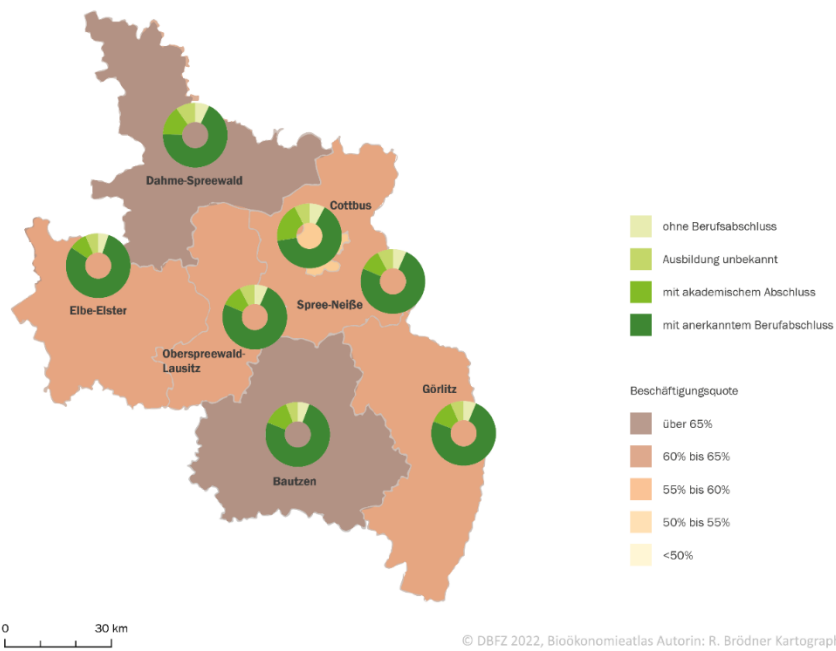 Dahme-Spreewald
Cottbus
Elbe-Elster
Spree-Neiße
Oberspreewald-
Lausitz
Görlitz
Bautzen
ohne Berufsabschluss
Ausbildung unbekannt
mit akademischem Abschluss
mit anerkanntem Berufabschluss
Beschäftigungsquote
über 65%
60% bis 65%
55% bis 60%
50% bis 55%
<50%
0 30 km
© DBFZ 2022, Bioökonomieatlas Autorin: R. Brödner Kartograpl